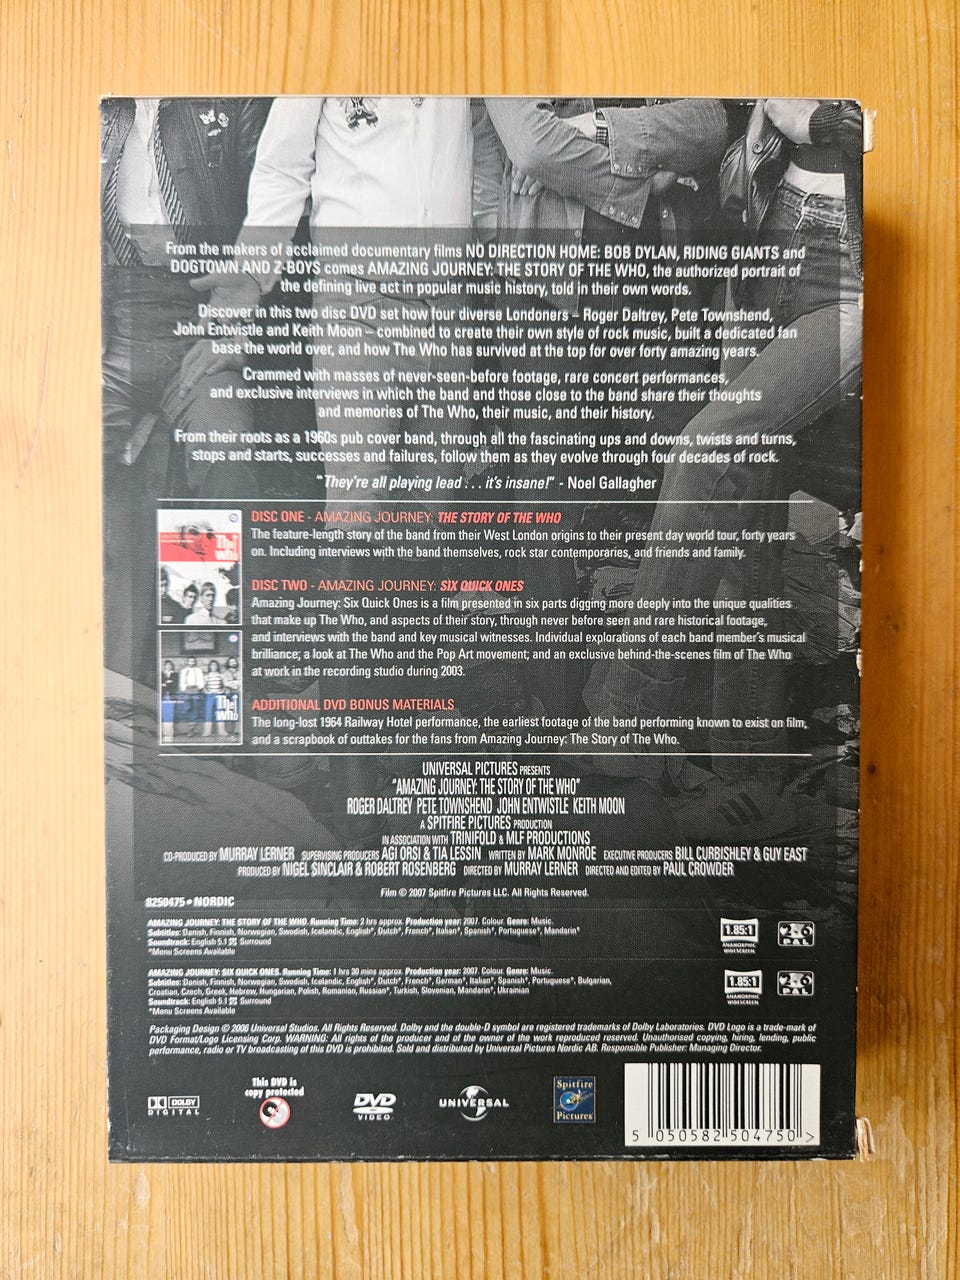 From the makers of acclaimed documentary films NO DIRECTION HOME: BOB DYLAN, RIDING GIANTS and
DOGTOWN AND Z-BOYS comes AMAZING JOURNEY: THE STORY OF THE WHO, the authorized portrait of
the defining live act in popular music history, told in their own words.
Discover in this two disc DVD set how four diverse Londoners – Roger Daltrey, Pete Townshend,
John Entwistle and Keith Moon – combined to create their own style of rock music, built a dedicated fan
base the world over, and how The Who has survived at the top for over forty amazing years.
Crammed with masses of never-seen-before footage, rare concert performances,
and exclusive interviews in which the band and those close to the band share their thoughts
and memories of The Who, their music, and their history.
From their roots as a 1960s pub cover band, through all the fascinating ups and downs, twists and turns,
stops and starts, successes and failures, follow them as they evolve through four decades of rock.
"They're all playing lead . . . it's insane!" - Noel Gallagher
DISC ONE - AMAZING JOURNEY: THE STORY OF THE WHO
The feature-length story of the band from their West London origins to their present day world tour, forty years
on. Including interviews with the band themselves, rock star contemporaries, and friends and family.
The Who
DISC TWO - AMAZING JOURNEY: SIX QUICK ONES
Amazing Journey: Six Quick Ones is a film presented in six parts digging more deeply into the unique qualities
that make up The Who, and aspects of their story, through never before seen and rare historical footage,
and interviews with the band and key musical witnesses. Individual explorations of each band member's musical
brilliance; a look at The Who and the Pop Art movement; and an exclusive behind-the-scenes film of The Who
at work in the recording studio during 2003.
The Who
ADDITIONAL DVD BONUS MATERIALS
The long-lost 1964 Railway Hotel performance, the earliest footage of the band performing known to exist on film,
and a scrapbook of outtakes for the fans from Amazing Journey: The Story of The Who.
UNIVERSAL PICTURES PRESENTS
"AMAZING JOURNEY: THE STORY OF THE WHO"
ROGER DALTREY PETE TOWNSHEND JOHN ENTWISTLE KEITH MOON
A SPITFIRE PICTURES PRODUCTION
IN ASSOCIATION WITH TRINIFOLD & MLF PRODUCTIONS
CO-PRODUCED BY MURRAY LERNER SUPERVISING PRODUCERS AGI ORSI & TIA LESSIN WRITTEN BY MARK MONROE EXECUTIVE PRODUCERS BILL CURBISHLEY & GUY EAST
PRODUCED BY NIGEL SINCLAIR & ROBERT ROSENBERG DIRECTED BY MURRAY LERNER DIRECTED AND EDITED BY PAUL CROWDER
Film © 2007 Spitfire Pictures LLC. All Rights Reserved.
8250475 • NORDIC
AMAZING JOURNEY: THE STORY OF THE WHO. Running Time: 2 hrs approx. Production year: 2007. Colour. Genre: Music.
Subtitles: Danish, Finnish, Norwegian, Swedish, Icelandic, English*, Dutch*, French*, Italian*, Spanish*, Portuguese*, Mandarin*
Soundtrack: English 5.1 Surround
*Menu Screens Available
1.85:1
ANAMORPHIC
WIDESCREEN
2-6
PAL
AMAZING JOURNEY: SIX QUICK ONES. Running Time: 1 hrs 30 mins approx. Production year: 2007. Colour. Genre: Music.
Subtitles: Danish, Finnish, Norwegian, Swedish, Icelandic, English*, Dutch*, French*, German*, Italian*, Spanish*, Portuguese*, Bulgarian,
Croatian, Czech, Greek, Hebrew, Hungarian, Polish, Romanian, Russian*, Turkish, Slovenian, Mandarin*, Ukrainian
Soundtrack: English 5.1 Surround
*Menu Screens Available
1.85:1
ANAMORPHIC
WIDESCREEN
2-6
PAL
Packaging Design © 2006 Universal Studios. All Rights Reserved. Dolby and the double-D symbol are registered trademarks of Dolby Laboratories. DVD Logo is a trade-mark of
DVD Format/Logo Licensing Corp. WARNING: All rights of the producer and of the owner of the work reproduced reserved. Unauthorised copying, hiring, lending, public
performance, radio or TV broadcasting of this DVD is prohibited. Sold and distributed by Universal Pictures Nordic AB. Responsible Publisher: Managing Director.
DOLBY
DIGITAL
This DVD is
copy protected
DVD
VIDEO
UNIVERSAL
Spitfire
Pictures
5 050582 504750 >